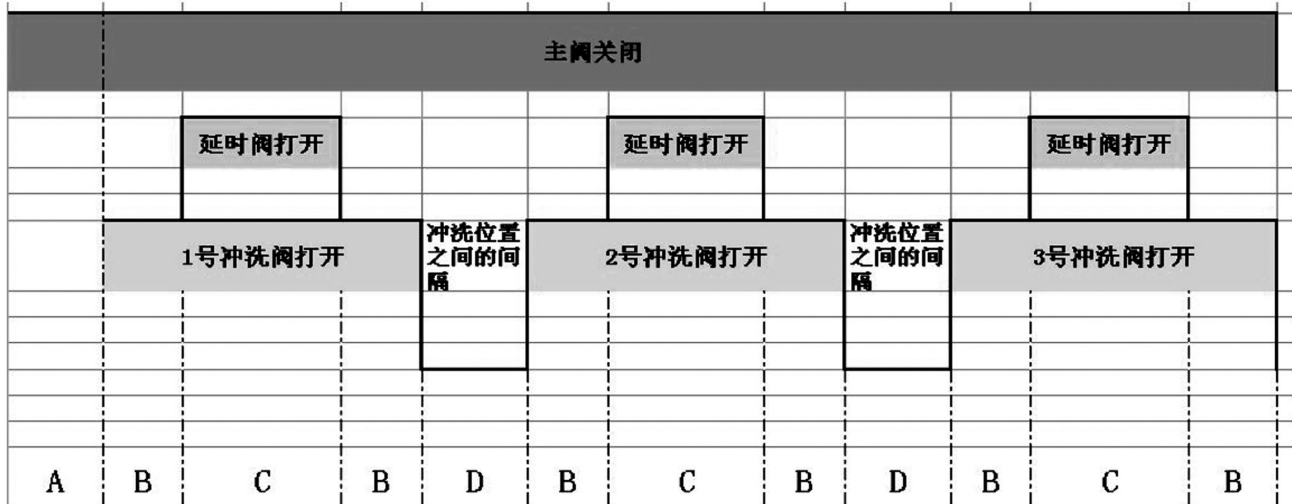 主阀关闭
延时阀打开
延时阀打开
延时阀打开
1号冲洗阀打开
冲洗位置
之间的间
隔
2号冲洗阀打开
冲洗位置
之间的间
隔
3号冲洗阀打开
A B C B D B C B D B C B